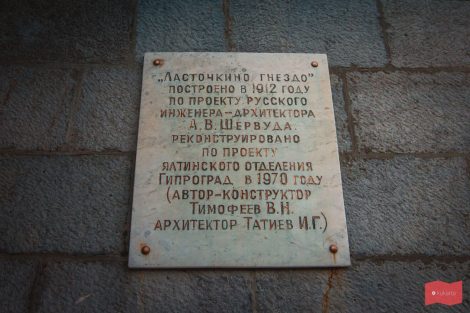 „Ласточкино гнездо"
построено в 1912 году
по проекту русского
инженера-архитектора
А.В.Шервуда.
реконструировано
по проекту
ялтинского отделения
Гипроград в 1970 году
(автор-конструктор
Тимофеев В.Н.
архитектор Татиев И.Г.)
kukarta